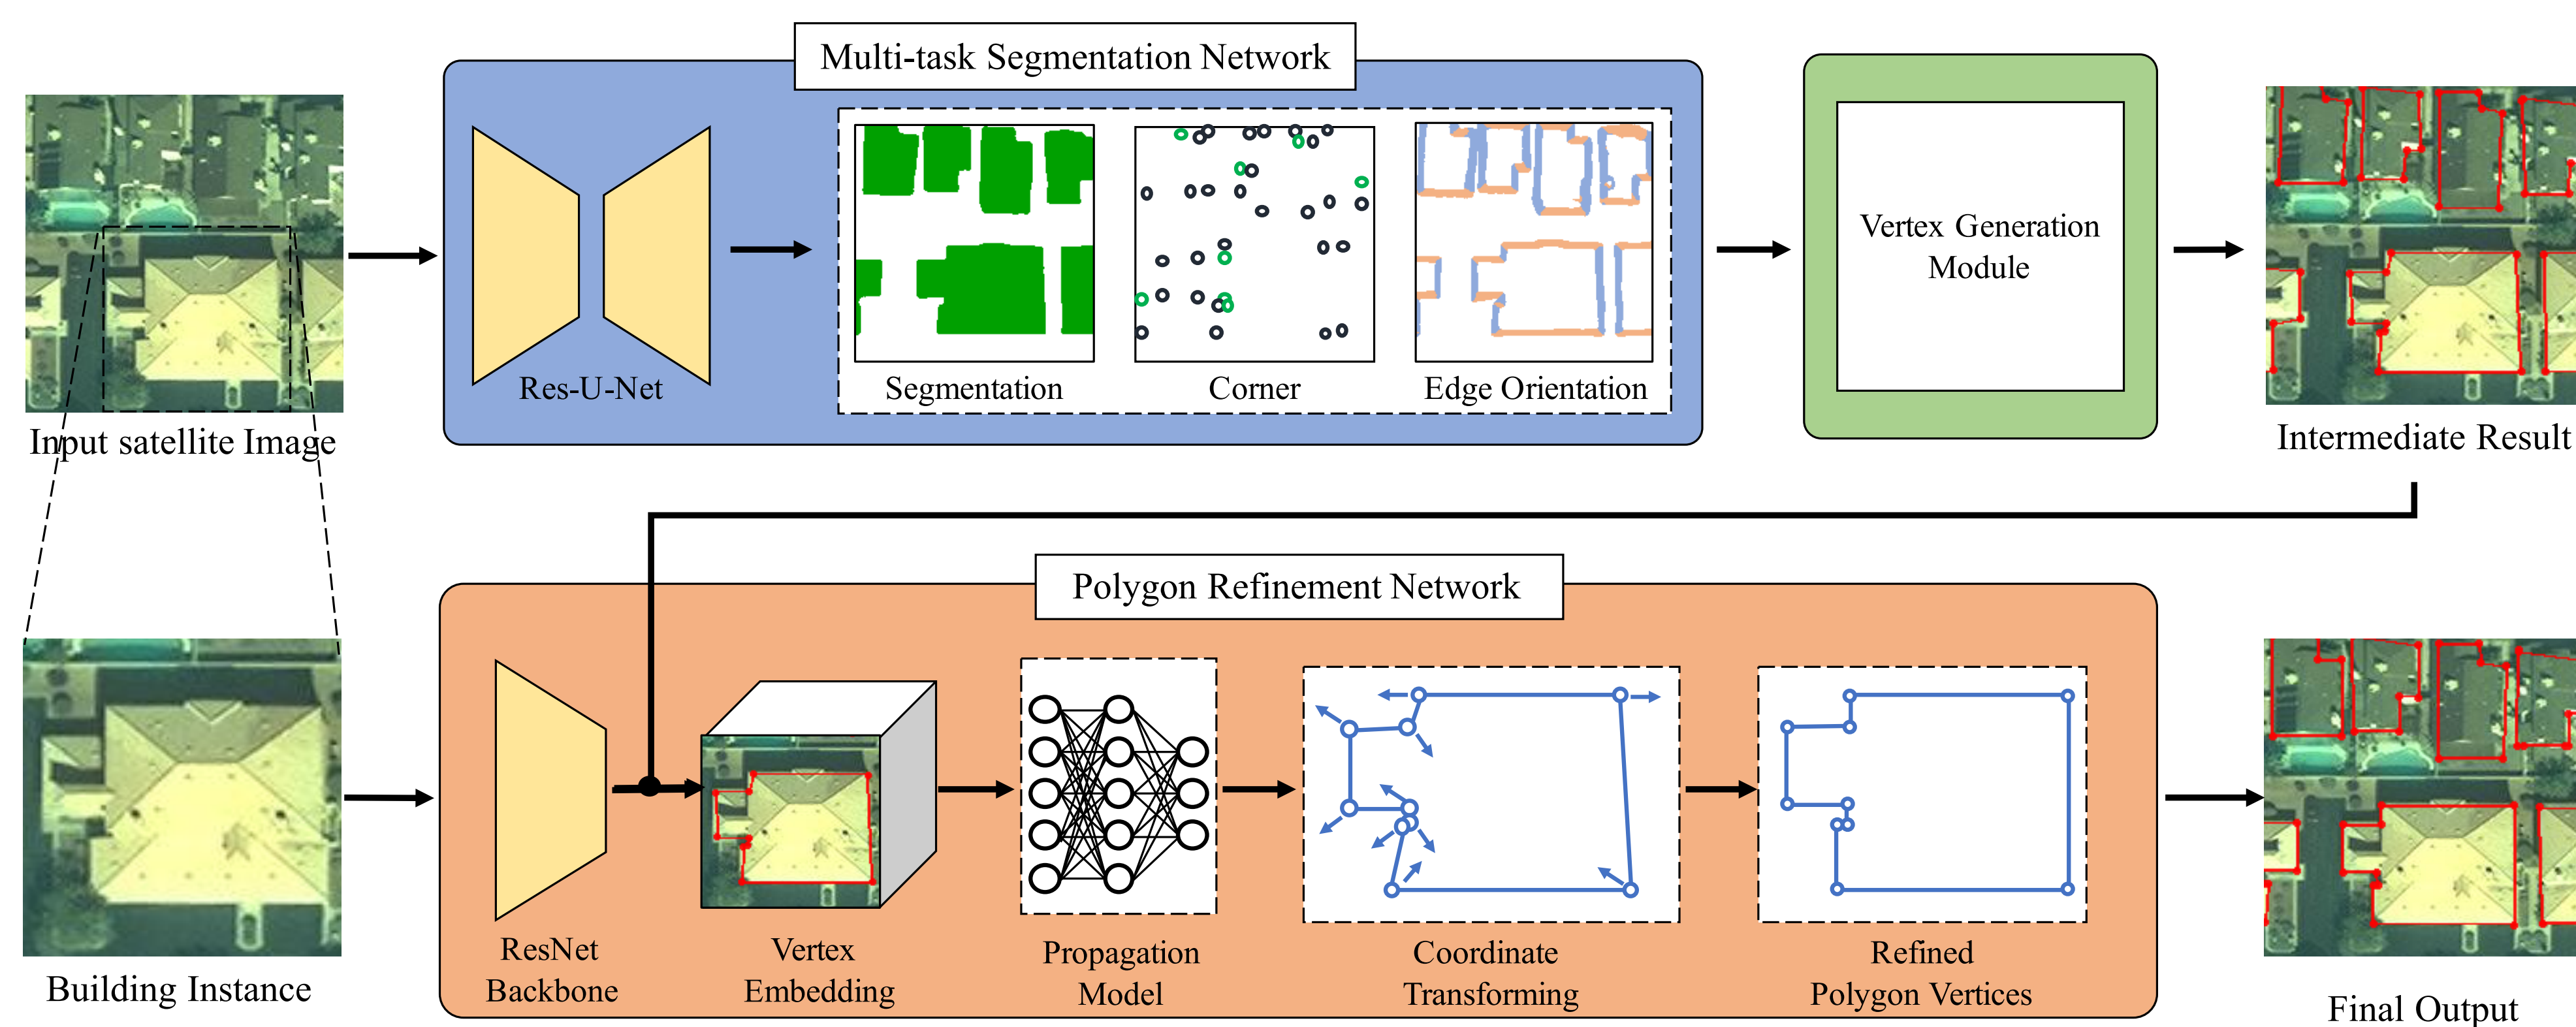 Multi-task Segmentation Network
Vertex Generation
Module
Res-U-Net
Segmentation
Corner
Edge Orientation
Input satellite Image
Intermediate Result
Polygon Refinement Network
ResNet
Backbone
Vertex
Embedding
Propagation
Model
Coordinate
Transforming
Refined
Polygon Vertices
Building Instance
Final Output